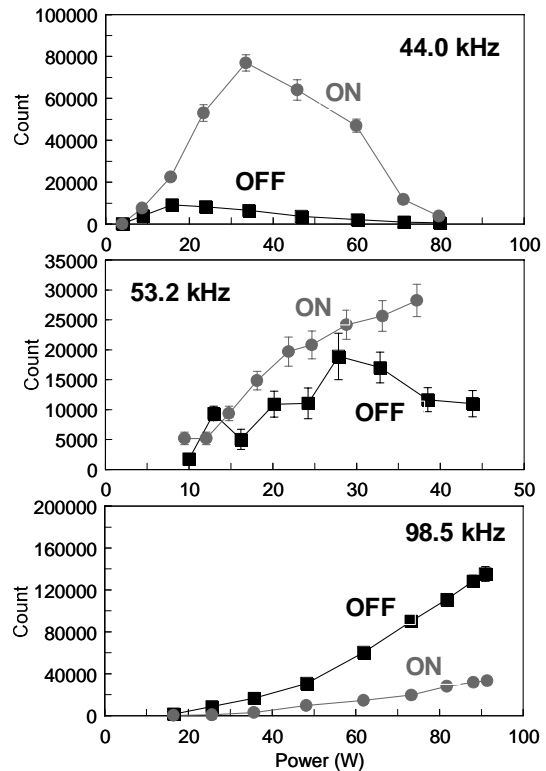 100000
80000
60000
40000
20000
0
Count
44.0 kHz
ON
OFF
0 20 40 60 80 100
35000
30000
25000
20000
15000
10000
5000
0
Count
53.2 kHz
ON
OFF
0 10 20 30 40 50
200000
160000
120000
80000
40000
0
Count
98.5 kHz
OFF
ON
0 20 40 60 80 100
Power (W)